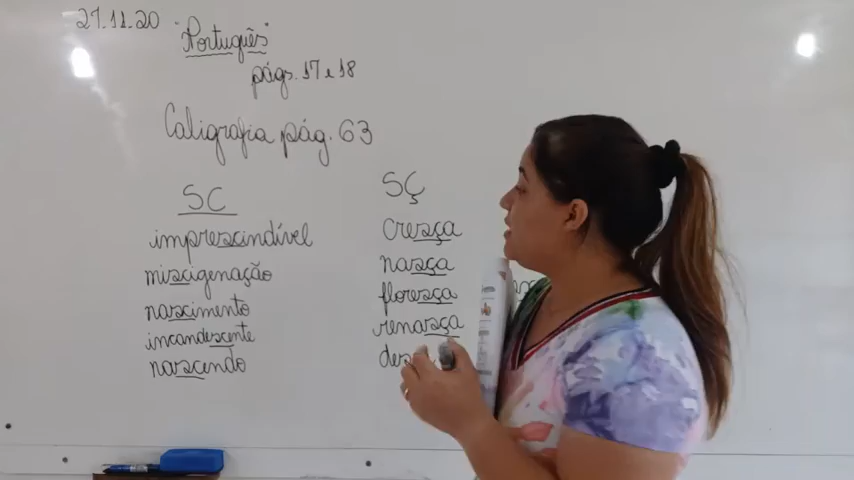 27.11.20 "Português"
págs. 17 e 18
Caligrafia pág. 63
SC
imprescindível
miscigenação
nascimento
incandescente
nascendo
SÇ
Cresça
nasça
floresça
renasça